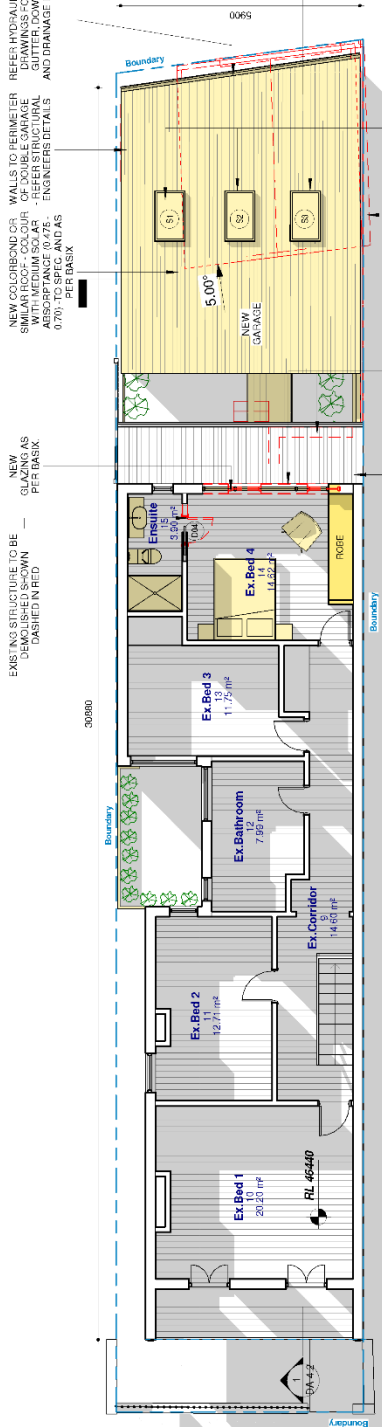 EXISTING STRUCTURE TO BE
DEMOLISHED SHOWN
DASHED IN RED
NEW
GLAZING AS
PER BASIX.
NEW COLORBOND OR
SIMILAR ROOF - COLOUR
WITH MEDIUM SOLAR
ABSORPTANCE (0.475 -
0.70) - TO SPEC. AND AS
PER BASIX
WALLS TO PERIMETER
OF DOUBLE GARAGE
- REFER STRUCTURAL
ENGINEERS DETAILS
REFER HYDRAU
DRAWINGS FO
GUTTER, DOW
AND DRAINAGE
30880
Boundary
Boundary
5900
S1
S2
S3
5.00°
NEW
GARAGE
Ensuite
15
3.90 m²
D04
Ex.Bed 4
14
14.62 m²
ROBE
Boundary
Ex.Bed 3
13
11.75 m²
Ex.Bathroom
12
7.99 m²
Ex.Corridor
9
14.60 m²
Ex.Bed 2
11
12.71 m²
Ex.Bed 1
10
20.20 m²
RL 46440
1
DA-4.2
Boundary